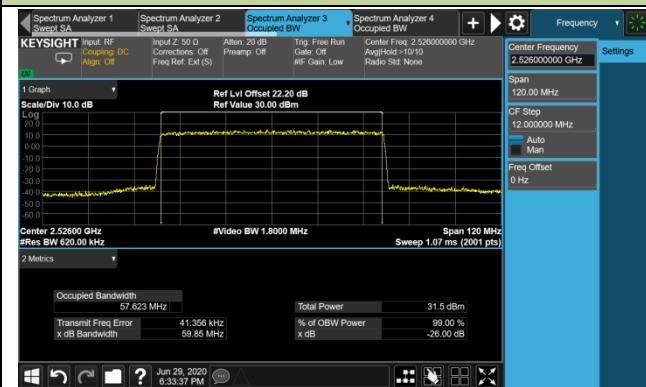 Spectrum Analyzer 1
Swept SA
Spectrum Analyzer 2
Swept SA
Spectrum Analyzer 3
Occupied BW
Spectrum Analyzer 4
Occupied BW
Frequency
KEYSIGHT
Input: RF
Coupling: DC
Align: Off
Input Z: 50 Ω
Corrections: Off
Freq Ref: Ext (S)
Atten: 20 dB
Preamp: Off
Trig: Free Run
Gate: Off
#IF Gain: Low
Center Freq: 2.526000000 GHz
Avg|Hold:>10/10
Radio Std: None
Center Frequency
2.526000000 GHz
Settings
Span
120.00 MHz
CF Step
12.000000 MHz
Auto
Man
Freq Offset
0 Hz
1 Graph
Scale/Div 10.0 dB
Ref Lvl Offset 22.20 dB
Ref Value 30.00 dBm
Log
20.0
10.0
0.00
-10.0
-20.0
-30.0
-40.0
-50.0
-60.0
Center 2.52600 GHz
#Video BW 1.8000 MHz
Span 120 MHz
#Res BW 620.00 kHz
Sweep 1.07 ms (2001 pts)
2 Metrics
Occupied Bandwidth
57.623 MHz
Total Power
31.5 dBm
Transmit Freq Error
41.356 kHz
% of OBW Power
99.00 %
x dB Bandwidth
59.85 MHz
x dB
-26.00 dB
?
Jun 29, 2020
6:33:37 PM